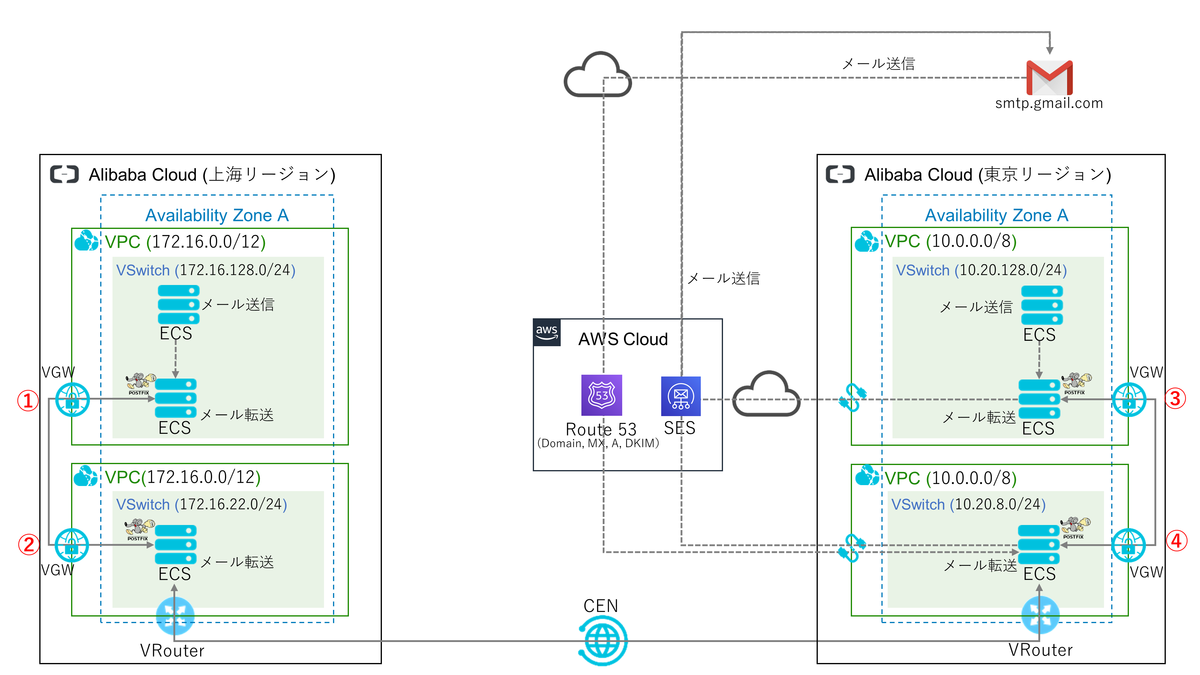 メール送信
smtp.gmail.com
Alibaba Cloud (上海リージョン)
Availability Zone A
VPC (172.16.0.0/12)
VSwitch (172.16.128.0/24)
メール送信
ECS
VGW
①
POSTFIX
メール転送
ECS
VPC(172.16.0.0/12)
VSwitch (172.16.22.0/24)
②
POSTFIX
メール転送
VGW
ECS
VRouter
メール送信
aws
AWS Cloud
53
Route 53
(Domain, MX, A, DKIM)
SES
CEN
Alibaba Cloud (東京リージョン)
Availability Zone A
VPC (10.0.0.0/8)
VSwitch (10.20.128.0/24)
メール送信
ECS
VGW
③
POSTFIX
メール転送
ECS
VPC (10.0.0.0/8)
VSwitch (10.20.8.0/24)
④
POSTFIX
メール転送
ECS
VGW
VRouter